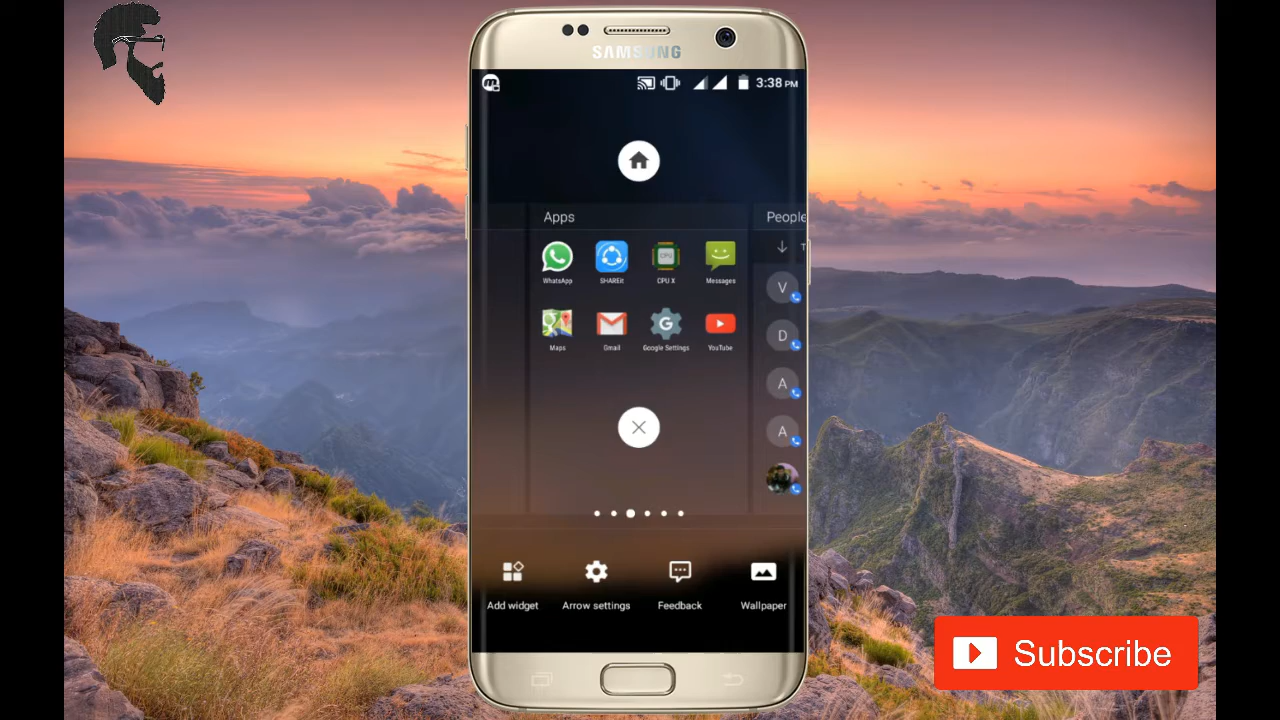 SAMSUNG
3:38 PM
Apps
People
WhatsApp
SHAREit
CPU X
Messages
CPU
V
D
Maps
Gmail
Google Settings
YouTube
A
A
Add widget
Arrow settings
Feedback
Wallpaper
Subscribe